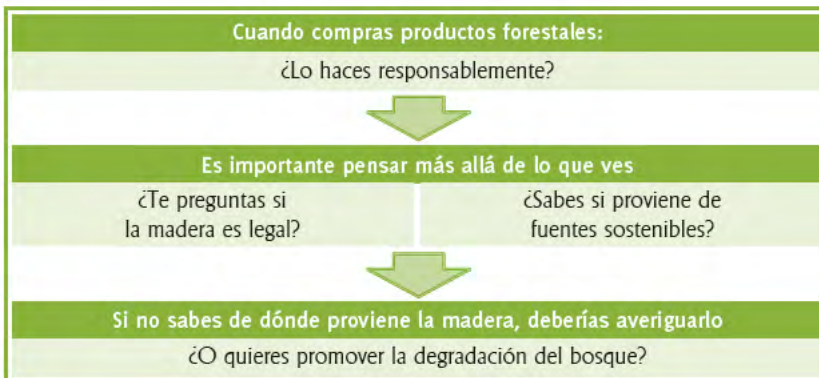 Cuando compras productos forestales:
¿Lo haces responsablemente?
Es importante pensar más allá de lo que ves
¿Te preguntas si
la madera es legal?
¿Sabes si proviene de
fuentes sostenibles?
Si no sabes de dónde proviene la madera, deberías averiguarlo
¿O quieres promover la degradación del bosque?